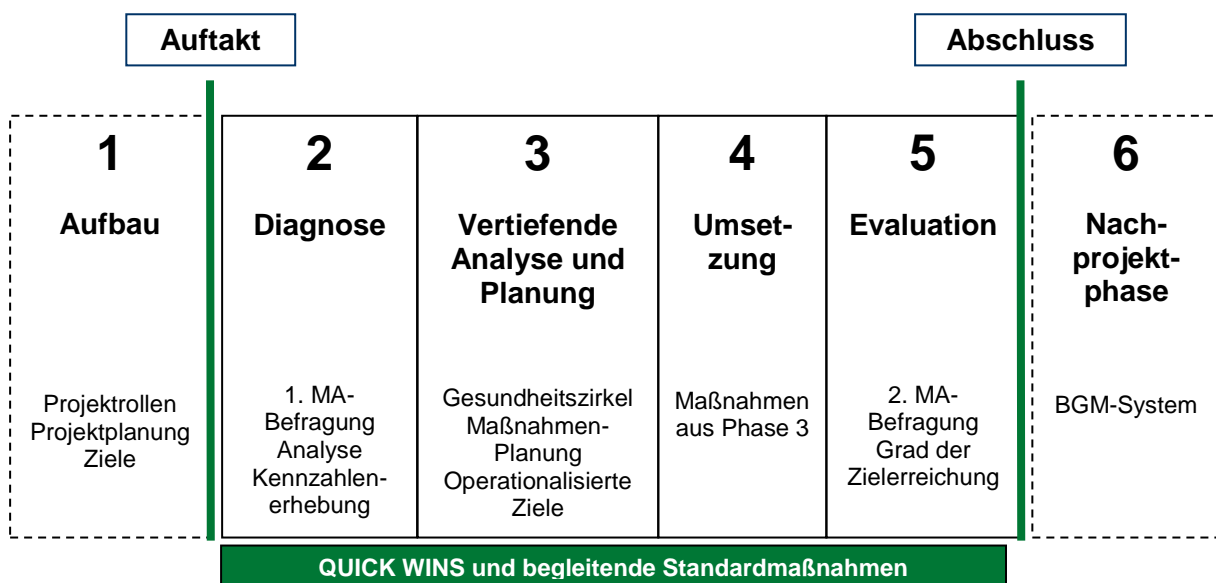 Auftakt
Abschluss
1
Aufbau
Projektrollen
Projektplanung
Ziele
2
Diagnose
1. MA-
Befragung
Analyse
Kennzahlen-
erhebung
3
Vertiefende
Analyse und
Planung
Gesundheitszirkel
Maßnahmen-
Planung
Operationalisierte
Ziele
4
Umset-
zung
Maßnahmen
aus Phase 3
5
Evaluation
2. MA-
Befragung
Grad der
Zielerreichung
6
Nach-
projekt-
phase
BGM-System
QUICK WINS und begleitende Standardmaßnahmen